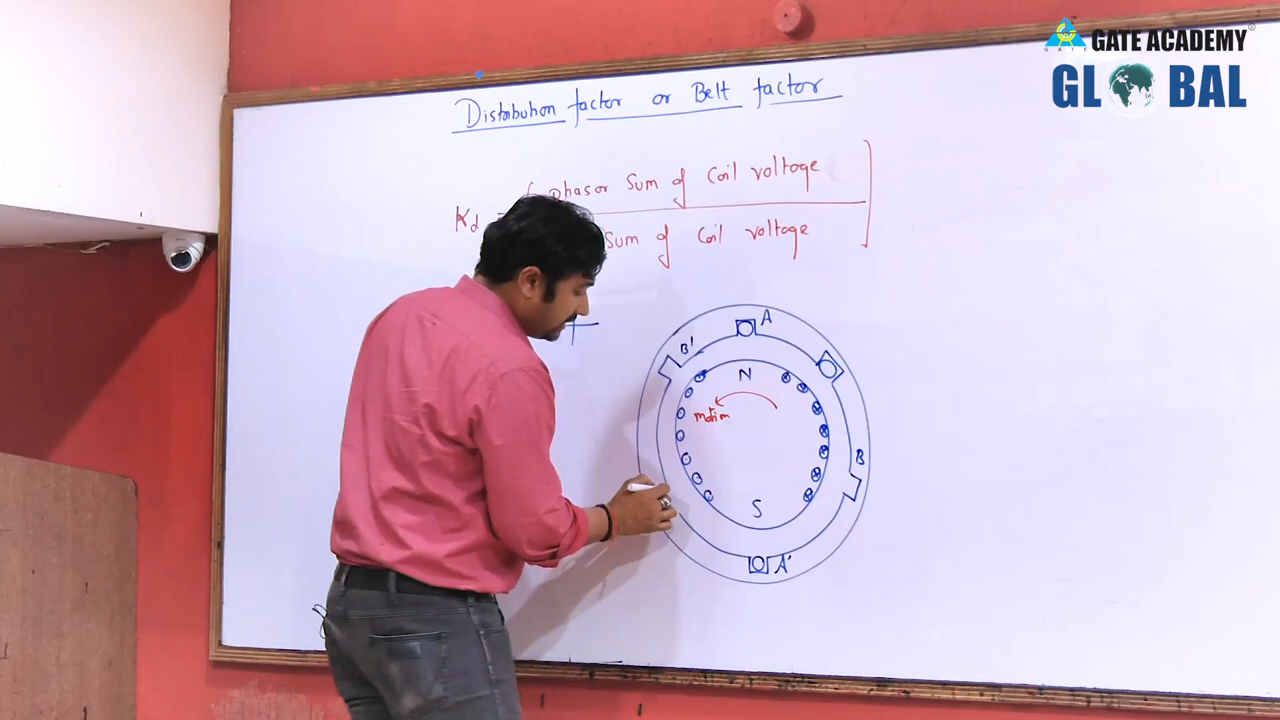 GATE ACADEMY
GATE
GLOBAL
Distribution factor or Belt factor
phasor Sum of Coil voltage
Kd =
Sum of Coil voltage
A
B'
N
motion
B
S
A'